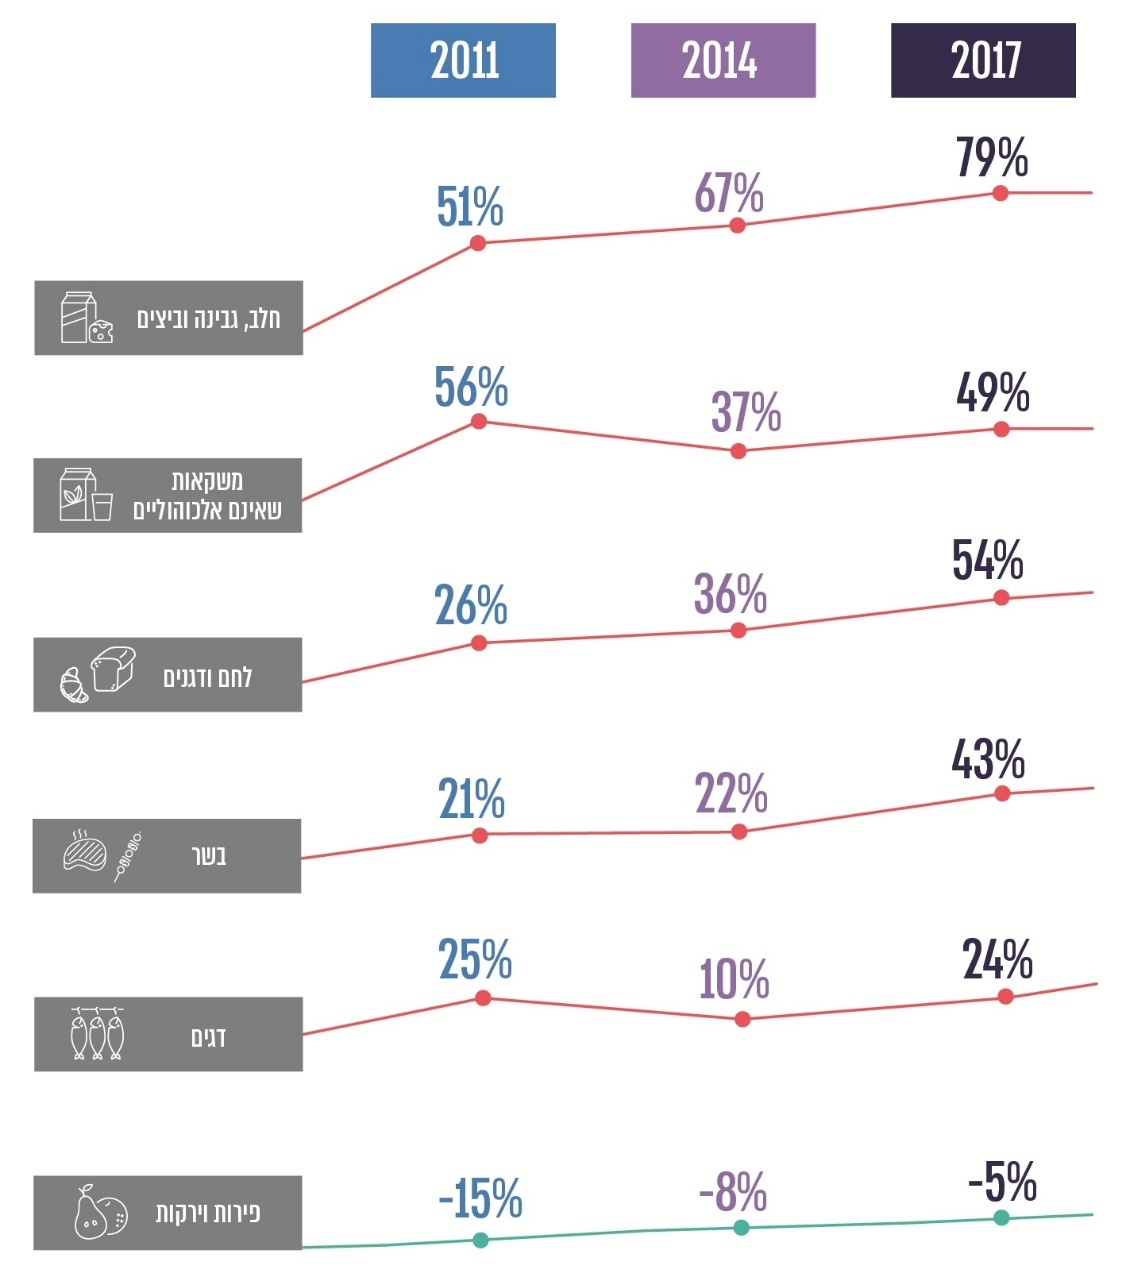 2011 2014 2017
51% 67% 79%
חלב, גבינה וביצים
56% 37% 49%
משקאות
שאינם אלכוהוליים
26% 36% 54%
לחם ודגנים
21% 22% 43%
בשר
25% 10% 24%
דגים
-15% -8% -5%
פירות וירקות